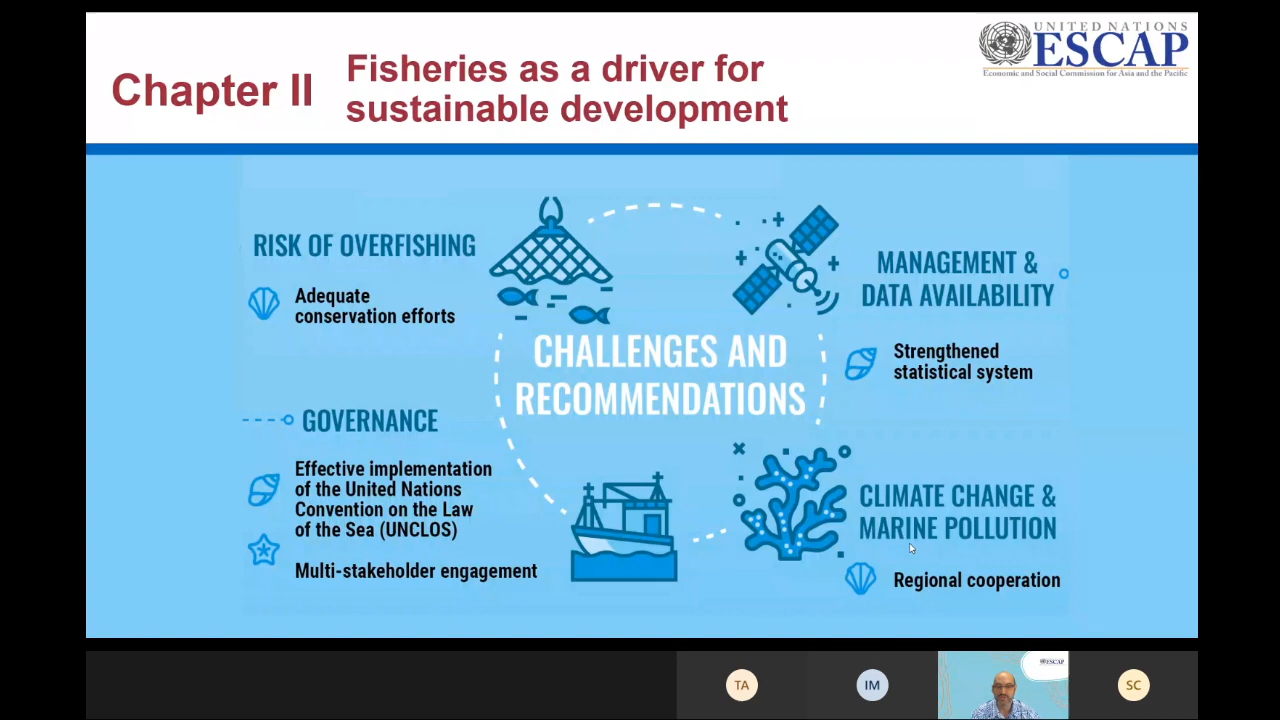 Chapter II
Fisheries as a driver for
sustainable development
UNITED NATIONS
ESCAP
Economic and Social Commission for Asia and the Pacific
RISK OF OVERFISHING
Adequate
conservation efforts
MANAGEMENT &
DATA AVAILABILITY
Strengthened
statistical system
CHALLENGES AND
RECOMMENDATIONS
GOVERNANCE
Effective implementation
of the United Nations
Convention on the Law
of the Sea (UNCLOS)
Multi-stakeholder engagement
CLIMATE CHANGE &
MARINE POLLUTION
Regional cooperation
TA
IM
ESCAP
SC